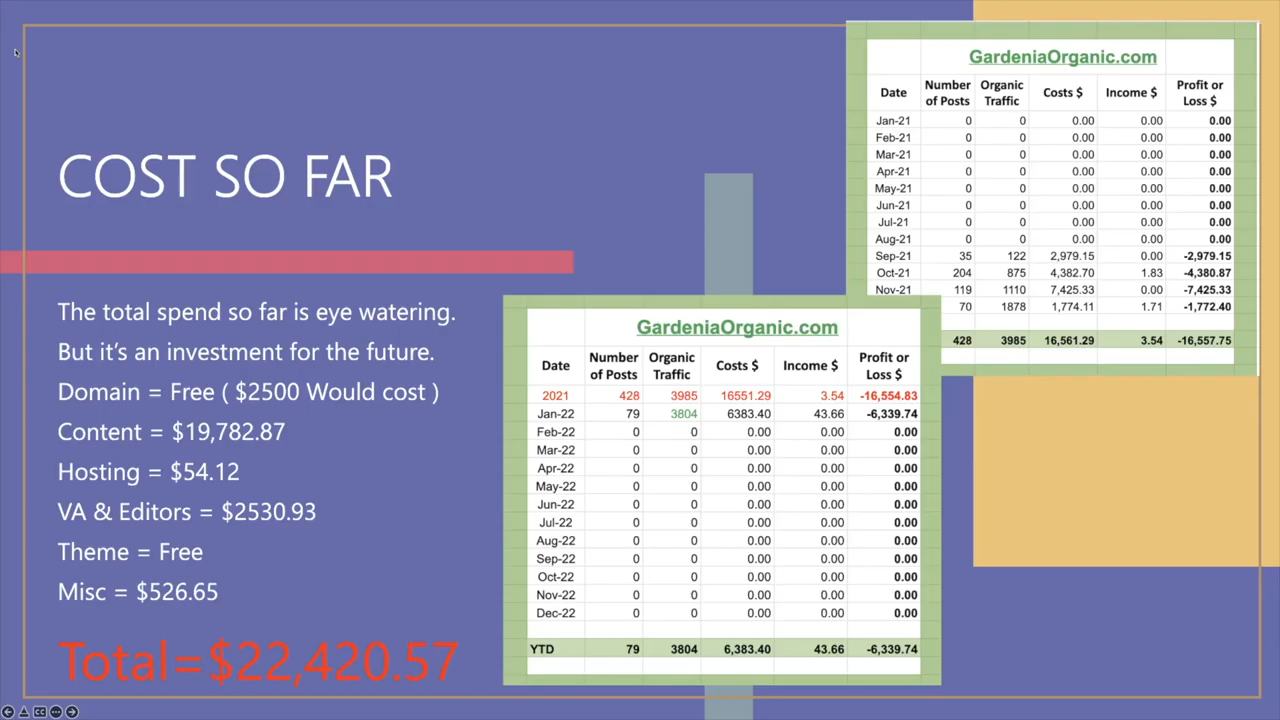 COST SO FAR
The total spend so far is eye watering.
But it's an investment for the future.
Domain = Free ( $2500 Would cost )
Content = $19,782.87
Hosting = $54.12
VA & Editors = $2530.93
Theme = Free
Misc = $526.65
Total=$22,420.57
GardeniaOrganic.com
Date Number of Posts Organic Traffic Costs $ Income $ Profit or Loss $
Jan-21 0 0 0.00 0.00 0.00
Feb-21 0 0 0.00 0.00 0.00
Mar-21 0 0 0.00 0.00 0.00
Apr-21 0 0 0.00 0.00 0.00
May-21 0 0 0.00 0.00 0.00
Jun-21 0 0 0.00 0.00 0.00
Jul-21 0 0 0.00 0.00 0.00
Aug-21 0 0 0.00 0.00 0.00
Sep-21 35 122 2,979.15 0.00 -2,979.15
Oct-21 204 875 4,382.70 1.83 -4,380.87
Nov-21 119 1110 7,425.33 0.00 -7,425.33
70 1878 1,774.11 1.71 -1,772.40
428 3985 16,561.29 3.54 -16,557.75
GardeniaOrganic.com
Date Number of Posts Organic Traffic Costs $ Income $ Profit or Loss $
2021 428 3985 16551.29 3.54 -16,554.83
Jan-22 79 3804 6383.40 43.66 -6,339.74
Feb-22 0 0 0.00 0.00 0.00
Mar-22 0 0 0.00 0.00 0.00
Apr-22 0 0 0.00 0.00 0.00
May-22 0 0 0.00 0.00 0.00
Jun-22 0 0 0.00 0.00 0.00
Jul-22 0 0 0.00 0.00 0.00
Aug-22 0 0 0.00 0.00 0.00
Sep-22 0 0 0.00 0.00 0.00
Oct-22 0 0 0.00 0.00 0.00
Nov-22 0 0 0.00 0.00 0.00
Dec-22 0 0 0.00 0.00 0.00
YTD 79 3804 6,383.40 43.66 -6,339.74